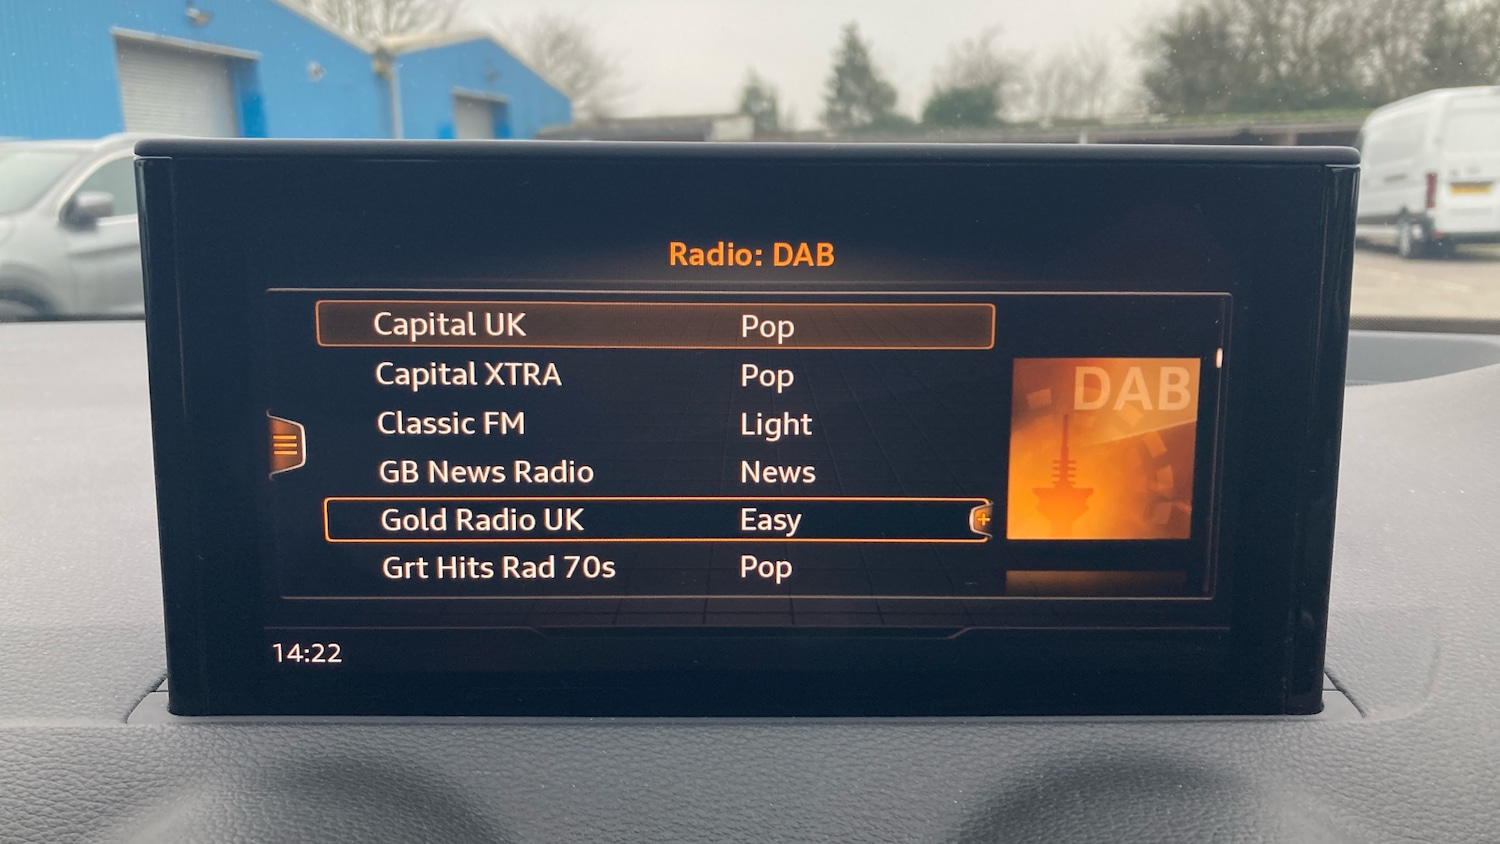 Radio: DAB
Capital UK Pop
Capital XTRA Pop
Classic FM Light
GB News Radio News
Gold Radio UK Easy
Grt Hits Rad 70s Pop
DAB
14:22